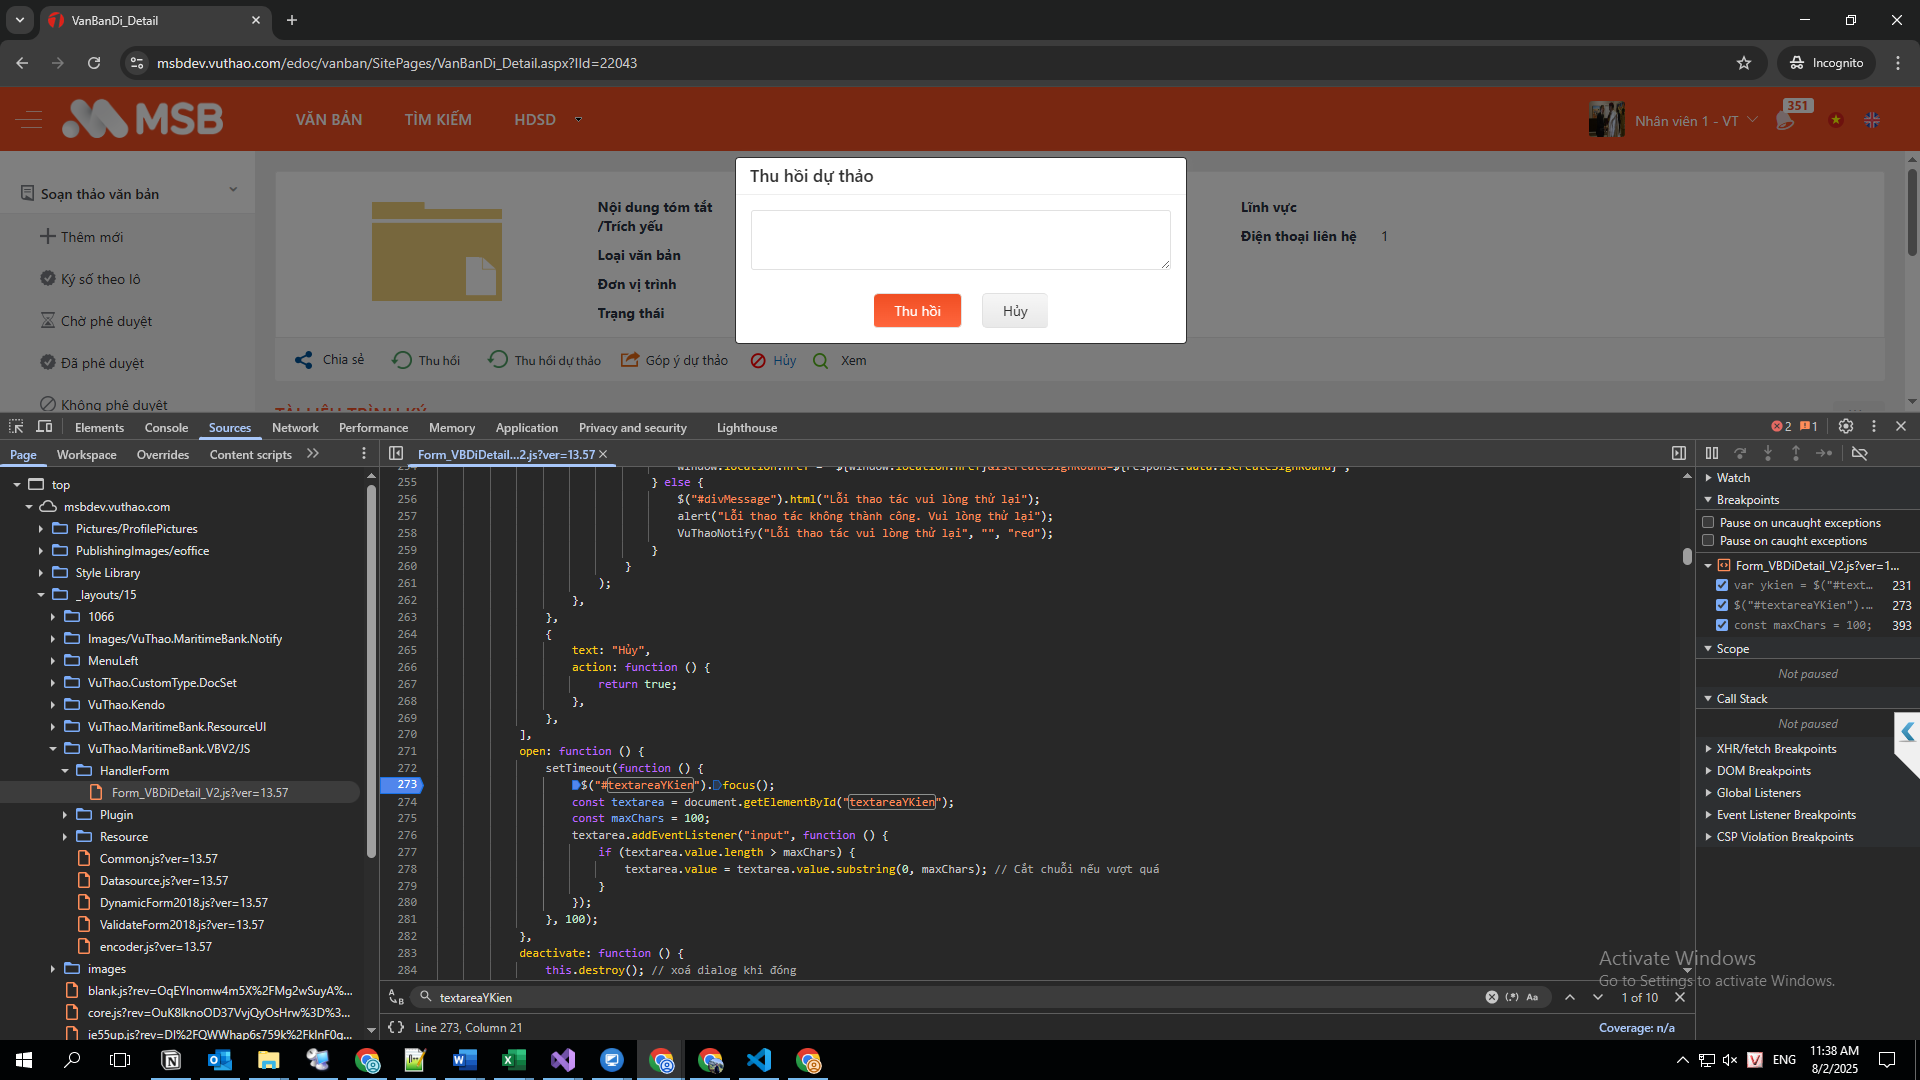 VanBanDi_Detail
msbdev.vuthao.com/edoc/vanban/SitePages/VanBanDi_Detail.aspx?IId=22043
Incognito
MSB
VĂN BẢN
TÌM KIẾM
HDSD
Nhân viên 1 - VT
351
Soạn thảo văn bản
Thêm mới
Ký số theo lô
Chờ phê duyệt
Đã phê duyệt
Không phê duyệt
Nội dung tóm tắt
/Trích yếu
Loại văn bản
Đơn vị trình
Trạng thái
Lĩnh vực
Điện thoại liên hệ 1
Thu hồi dự thảo
Thu hồi
Hủy
Chia sẻ
Thu hồi
Thu hồi dự thảo
Góp ý dự thảo
Hủy
Xem
TÀI LIỆU TRÌNH KÝ
Elements Console Sources Network Performance Memory Application Privacy and security Lighthouse
2 1
Page Workspace Overrides Content scripts
Form_VBDiDetail...2.js?ver=13.57
top
msbdev.vuthao.com
Pictures/ProfilePictures
PublishingImages/eoffice
Style Library
_layouts/15
1066
Images/VuThao.MaritimeBank.Notify
MenuLeft
VuThao.CustomType.DocSet
VuThao.Kendo
VuThao.MaritimeBank.ResourceUI
VuThao.MaritimeBank.VBV2/JS
HandlerForm
Form_VBDiDetail_V2.js?ver=13.57
Plugin
Resource
Common.js?ver=13.57
Datasource.js?ver=13.57
DynamicForm2018.js?ver=13.57
ValidateForm2018.js?ver=13.57
encoder.js?ver=13.57
images
blank.js?rev=OqEYlnomw4m5X%2FMg2wSuyA%...
core.js?rev=OuK8lknoOD37VvjQyOsHrw%3D%3...
ie55up.js?rev=Dl%2FQWWhap6s759k%2FklnF0g...
254 window.location.href = `${window.location.href}&isCreateSignRound=${response.data.isCreateSignRound}`;
255 } else {
256 $("#divMessage").html("Lỗi thao tác vui lòng thử lại");
257 alert("Lỗi thao tác không thành công. Vui lòng thử lại");
258 VuThaoNotify("Lỗi thao tác vui lòng thử lại", "", "red");
259 }
260 }
261 );
262 },
263 },
264 {
265 text: "Hủy",
266 action: function () {
267 return true;
268 },
269 },
270 ],
271 open: function () {
272 setTimeout(function () {
273 $("#textareaYKien").focus();
274 const textarea = document.getElementById("textareaYKien");
275 const maxChars = 100;
276 textarea.addEventListener("input", function () {
277 if (textarea.value.length > maxChars) {
278 textarea.value = textarea.value.substring(0, maxChars); // Cắt chuỗi nếu vượt quá
279 }
280 });
281 }, 100);
282 },
283 deactivate: function () {
284 this.destroy(); // xoá dialog khi đóng
textareaYKien
(.*) Aa
1 of 10
{ } Line 273, Column 21
Coverage: n/a
Watch
Breakpoints
Pause on uncaught exceptions
Pause on caught exceptions
Form_VBDiDetail_V2.js?ver=1...
var ykien = $("#text... 231
$("#textareaYKien").... 273
const maxChars = 100; 393
Scope
Not paused
Call Stack
Not paused
XHR/fetch Breakpoints
DOM Breakpoints
Global Listeners
Event Listener Breakpoints
CSP Violation Breakpoints
Activate Windows
Go to Settings to activate Windows.
ENG
11:38 AM
8/2/2025